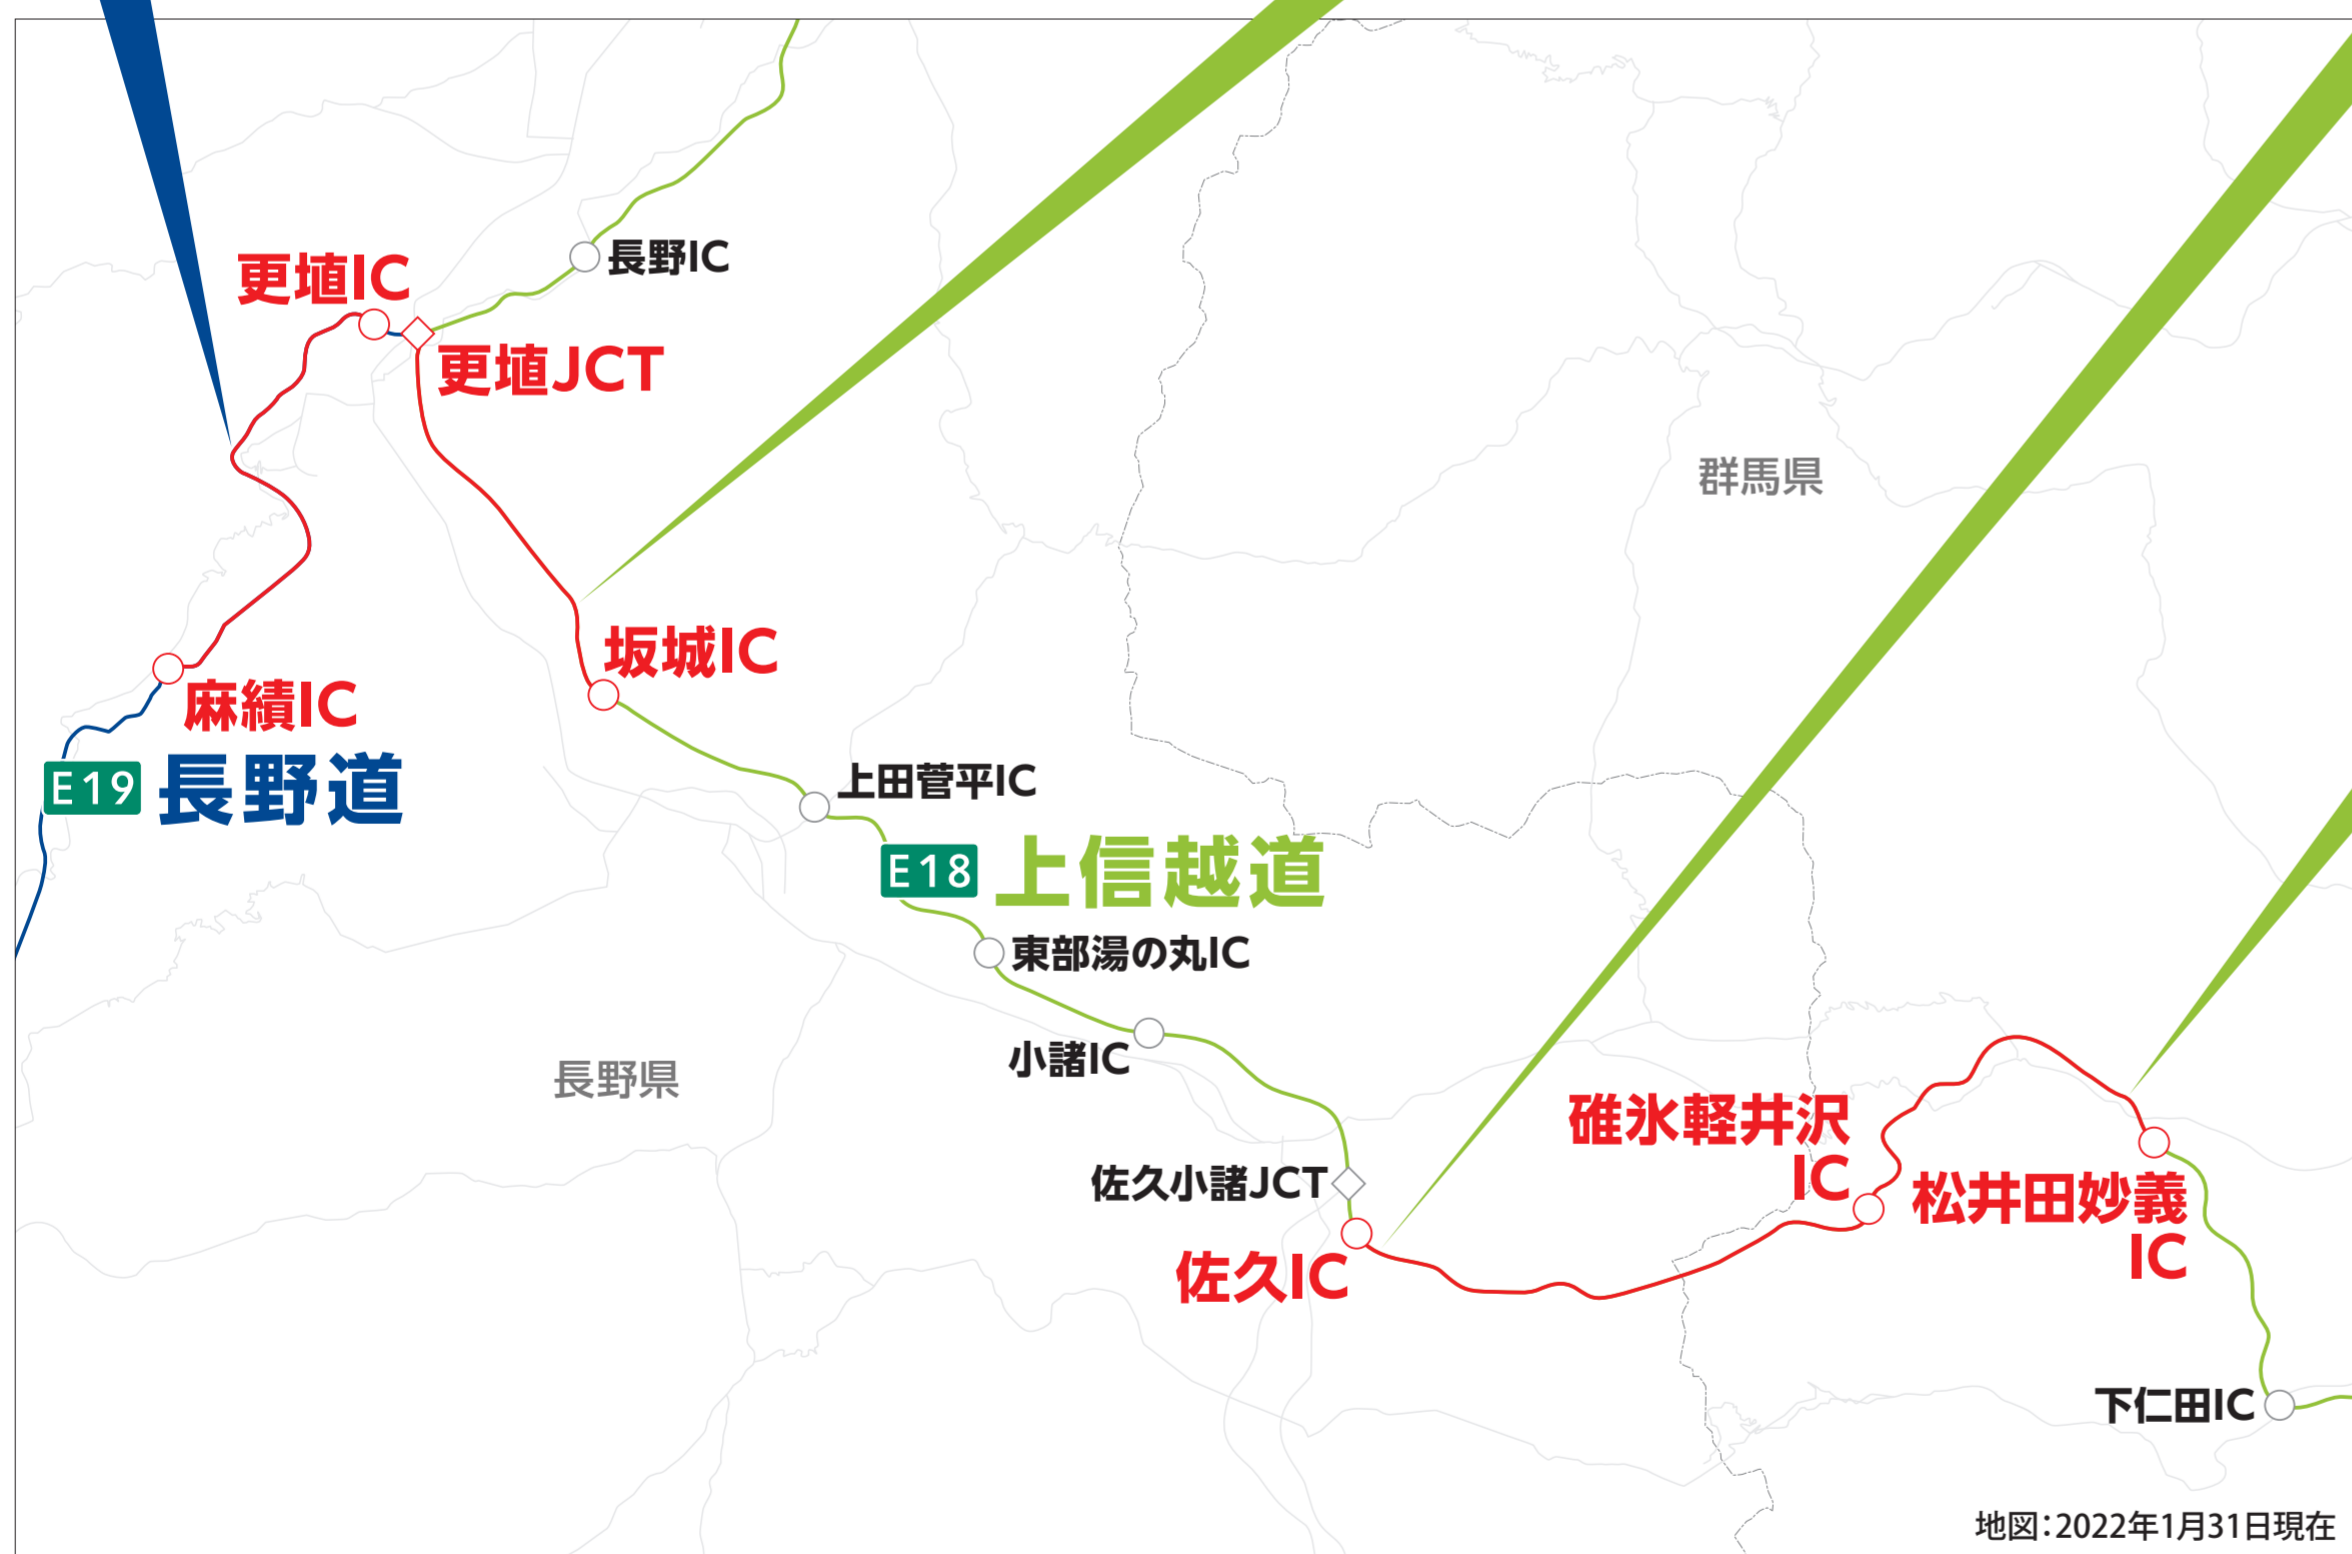 長野IC
更埴IC
更埴JCT
群馬県
坂城IC
麻績IC
E19 長野道
上田菅平IC
E18 上信越道
東部湯の丸IC
小諸IC
長野県
碓氷軽井沢
IC
佐久小諸JCT
松井田妙義
IC
佐久IC
下仁田IC
地図：2022年1月31日現在